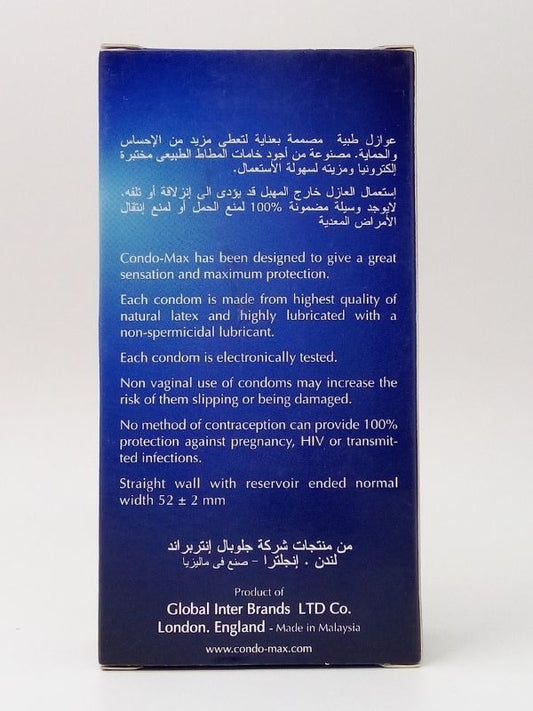 عوازل طبية مصممة بعناية لتعطى مزيد من الإحساس
والحماية. مصنوعة من أجود خامات المطاط الطبيعى مختبرة
إلكترونيا ومزيته لسهولة الأستعمال.
إستعمال العازل خارج المهبل قد يؤدى الى إنزلاقة أو تلفه.
لايوجد وسيلة مضمونة 100% لمنع الحمل أو لمنع إنتقال
الأمراض المعدية
Condo-Max has been designed to give a great
sensation and maximum protection.
Each condom is made from highest quality of
natural latex and highly lubricated with a
non-spermicidal lubricant.
Each condom is electronically tested.
Non vaginal use of condoms may increase the
risk of them slipping or being damaged.
No method of contraception can provide 100%
protection against pregnancy, HIV or transmit-
ted infections.
Straight wall with reservoir ended normal
width 52 ± 2 mm
من منتجات شركة جلوبال إنتربراند
لندن . إنجلترا - صنع فى ماليزيا
Product of
Global Inter Brands LTD Co.
London. England - Made in Malaysia
www.condo-max.com